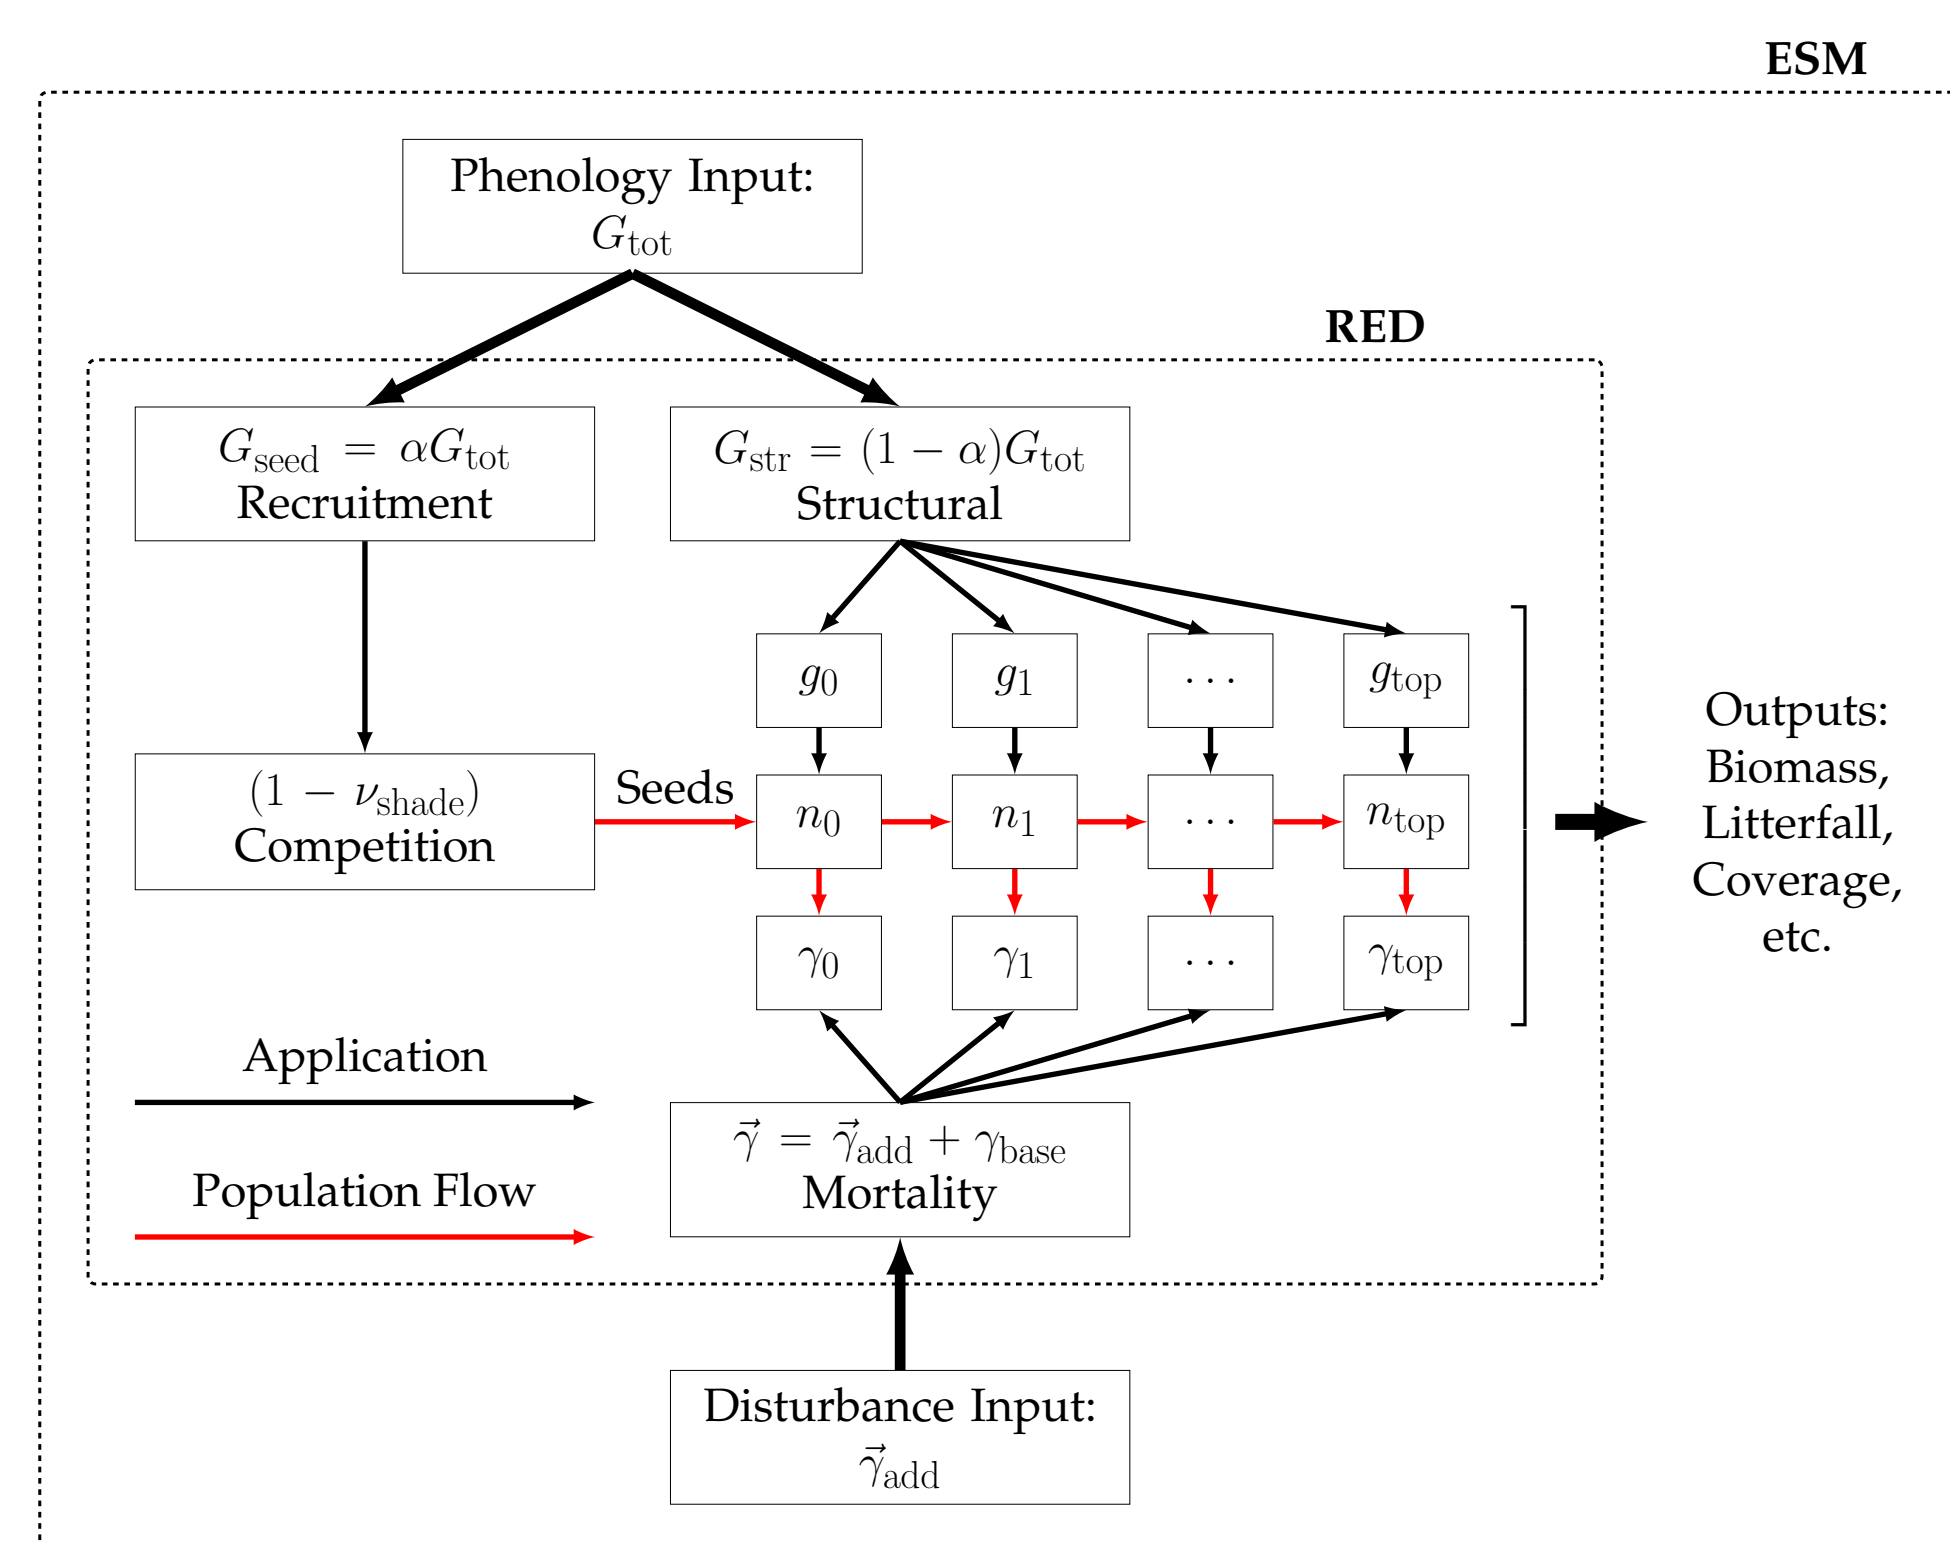 ESM
Phenology Input:
G_tot
RED
G_seed = αG_tot
Recruitment
G_str = (1 − α)G_tot
Structural
g_0
g_1
···
g_top
(1 − ν_shade)
Competition
Seeds
n_0
n_1
···
n_top
γ_0
γ_1
···
γ_top
Outputs:
Biomass,
Litterfall,
Coverage,
etc.
Application
Population Flow
γ⃗ = γ⃗_add + γ_base
Mortality
Disturbance Input:
γ⃗_add